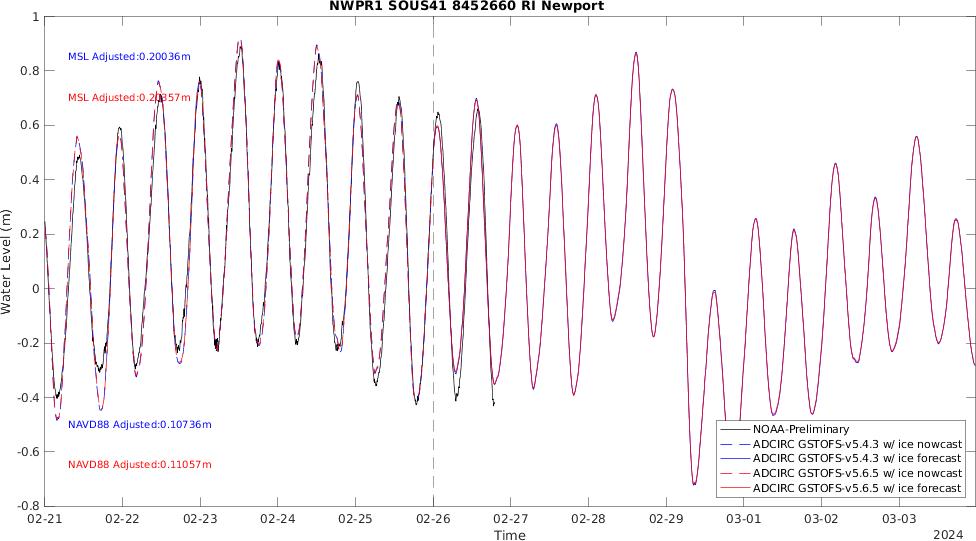 NWPR1 SOUS41 8452660 RI Newport
Water Level (m)
1
0.8
0.6
0.4
0.2
0
-0.2
-0.4
-0.6
-0.8
MSL Adjusted:0.20036m
MSL Adjusted:0.20357m
NAVD88 Adjusted:0.10736m
NAVD88 Adjusted:0.11057m
NOAA-Preliminary
ADCIRC GSTOFS-v5.4.3 w/ ice nowcast
ADCIRC GSTOFS-v5.4.3 w/ ice forecast
ADCIRC GSTOFS-v5.6.5 w/ ice nowcast
ADCIRC GSTOFS-v5.6.5 w/ ice forecast
02-21 02-22 02-23 02-24 02-25 02-26 02-27 02-28 02-29 03-01 03-02 03-03
Time
2024